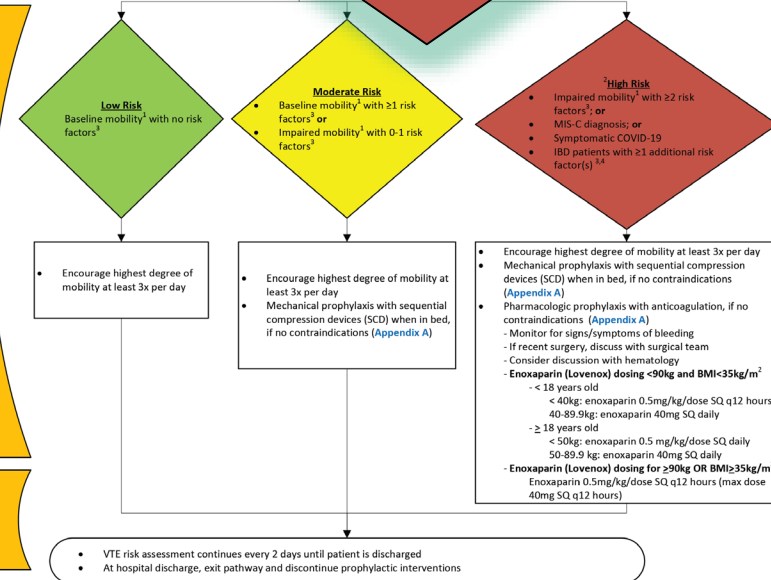 Low Risk
Baseline mobility¹ with no risk
factors³
Moderate Risk
• Baseline mobility¹ with ≥1 risk
factors³ or
• Impaired mobility¹ with 0-1 risk
factors³
²High Risk
• Impaired mobility¹ with ≥2 risk
factors³; or
• MIS-C diagnosis; or
• Symptomatic COVID-19
• IBD patients with ≥1 additional risk
factor(s) ³,⁴
• Encourage highest degree of
mobility at least 3x per day
• Encourage highest degree of mobility at
least 3x per day
• Mechanical prophylaxis with sequential
compression devices (SCD) when in bed,
if no contraindications (Appendix A)
• Encourage highest degree of mobility at least 3x per day
• Mechanical prophylaxis with sequential compression
devices (SCD) when in bed, if no contraindications
(Appendix A)
• Pharmacologic prophylaxis with anticoagulation, if no
contraindications (Appendix A)
- Monitor for signs/symptoms of bleeding
- If recent surgery, discuss with surgical team
- Consider discussion with hematology
- Enoxaparin (Lovenox) dosing <90kg and BMI<35kg/m²
- < 18 years old
< 40kg: enoxaparin 0.5mg/kg/dose SQ q12 hours
40-89.9kg: enoxaparin 40mg SQ daily
- ≥ 18 years old
< 50kg: enoxaparin 0.5 mg/kg/dose SQ daily
50-89.9 kg: enoxaparin 40mg SQ daily
- Enoxaparin (Lovenox) dosing for ≥90kg OR BMI≥35kg/m
Enoxaparin 0.5mg/kg/dose SQ q12 hours (max dose
40mg SQ q12 hours)
• VTE risk assessment continues every 2 days until patient is discharged
• At hospital discharge, exit pathway and discontinue prophylactic interventions